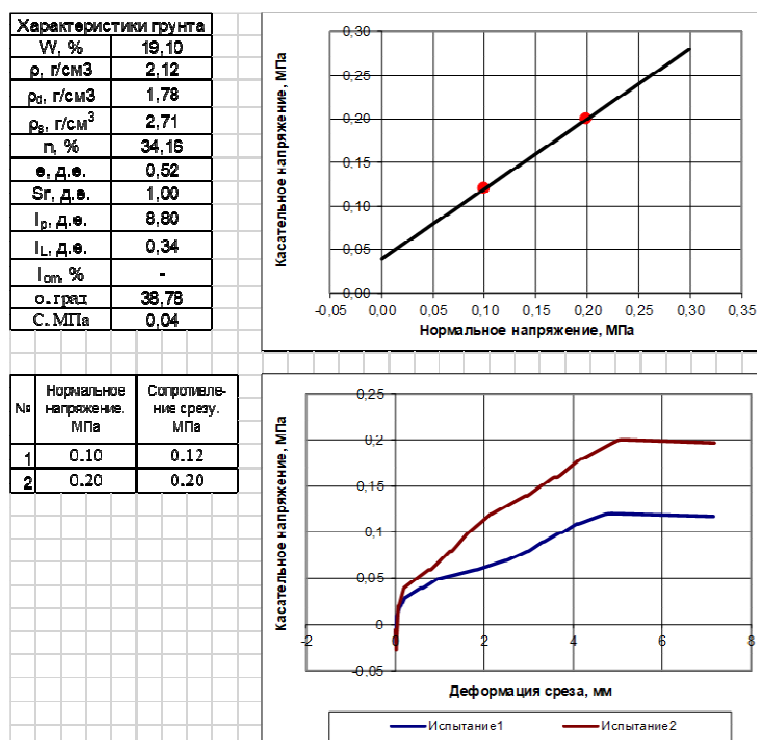 Характеристики грунта
W, % 19,10
ρ, г/см3 2,12
ρd, г/см3 1,78
ρs, г/см3 2,71
n, % 34,16
e, д.е. 0,52
Sr, д.е. 1,00
Ip, д.е. 8,80
IL, д.е. 0,34
Iom, % -
о.град 38,78
С.МПа 0,04
Касательное напряжение, МПа
0,30
0,25
0,20
0,15
0,10
0,05
0,00
-0,05 0,00 0,05 0,10 0,15 0,20 0,25 0,30 0,35
Нормальное напряжение, МПа
№ Нормальное напряжение. МПа Сопротивле-ние срезу. МПа
1 0.10 0.12
2 0.20 0.20
Касательное напряжение, МПа
0,25
0,2
0,15
0,1
0,05
0
-0,05
-2 0 2 4 6 8
Деформация среза, мм
Испытание1 Испытание2